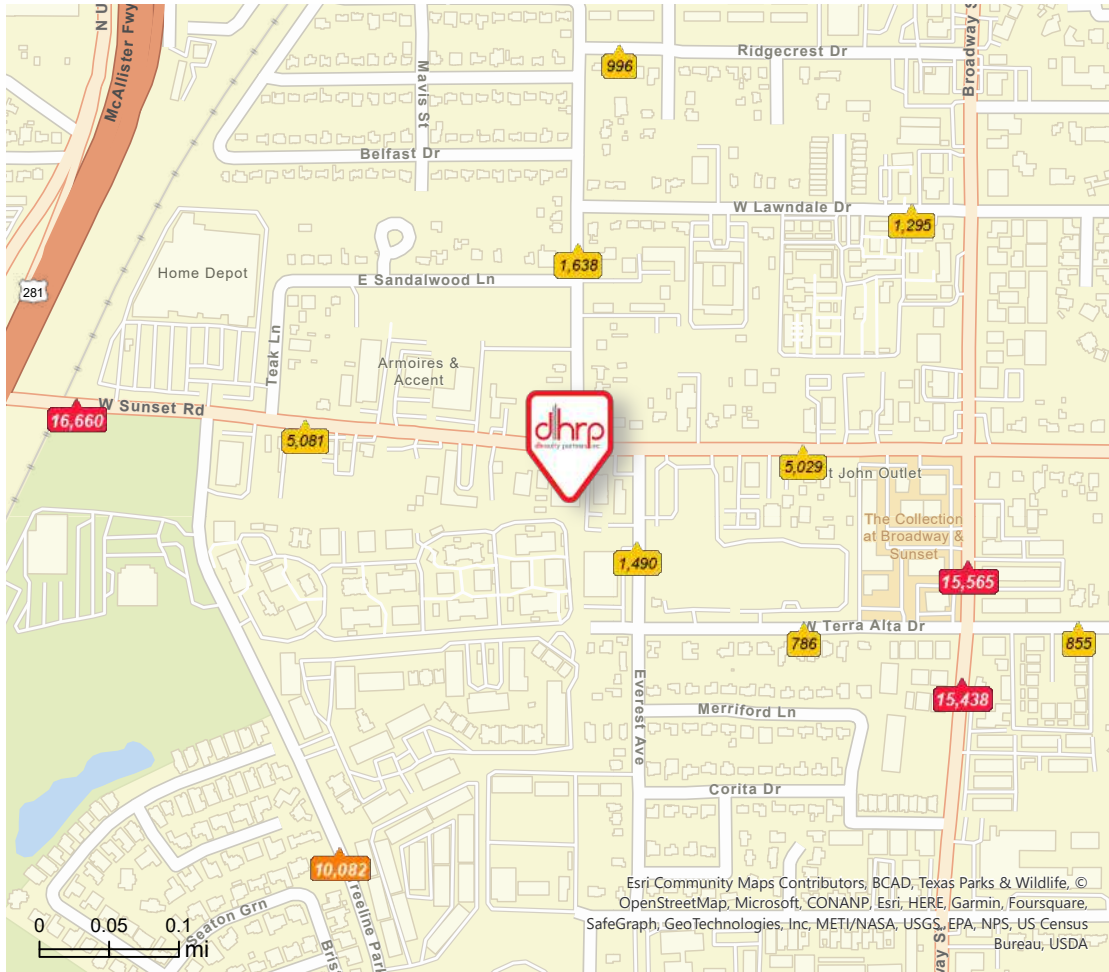 N U
McAllister Fwy
Mavis St
996
Ridgecrest Dr
Broadway S
Belfast Dr
W Lawndale Dr
1,295
1,638
Home Depot
E Sandalwood Ln
281
Teak Ln
Armoires &
Accent
W Sunset Rd
16,660
5,081
dhrp
5,029
t John Outlet
The Collection
at Broadway &
Sunset
1,490
15,565
W Terra Alta Dr
786
855
Everest Ave
15,438
Merriford Ln
Corita Dr
10,082
reeline Park
Seaton Grn
Bris
way S
0 0.05 0.1
mi
Esri Community Maps Contributors, BCAD, Texas Parks & Wildlife, ©
OpenStreetMap, Microsoft, CONANP, Esri, HERE, Garmin, Foursquare,
SafeGraph, GeoTechnologies, Inc, METI/NASA, USGS, EPA, NPS, US Census
Bureau, USDA